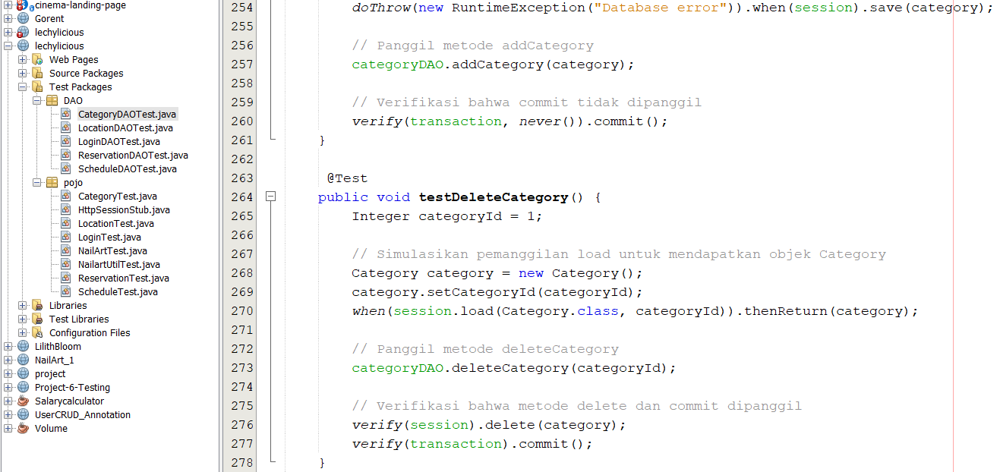 cinema-landing-page
Gorent
lechylicious
lechylicious
Web Pages
Source Packages
Test Packages
DAO
CategoryDAOTest.java
LocationDAOTest.java
LoginDAOTest.java
ReservationDAOTest.java
ScheduleDAOTest.java
pojo
CategoryTest.java
HttpSessionStub.java
LocationTest.java
LoginTest.java
NailArtTest.java
NailartUtilTest.java
ReservationTest.java
ScheduleTest.java
Libraries
Test Libraries
Configuration Files
LilithBloom
NailArt_1
project
Project-6-Testing
Salarycalculator
UserCRUD_Annotation
Volume
254 doThrow(new RuntimeException("Database error")).when(session).save(category);
255
256 // Panggil metode addCategory
257 categoryDAO.addCategory(category);
258
259 // Verifikasi bahwa commit tidak dipanggil
260 verify(transaction, never()).commit();
261 }
262
263 @Test
264 public void testDeleteCategory() {
265 Integer categoryId = 1;
266
267 // Simulasikan pemanggilan load untuk mendapatkan objek Category
268 Category category = new Category();
269 category.setCategoryId(categoryId);
270 when(session.load(Category.class, categoryId)).thenReturn(category);
271
272 // Panggil metode deleteCategory
273 categoryDAO.deleteCategory(categoryId);
274
275 // Verifikasi bahwa metode delete dan commit dipanggil
276 verify(session).delete(category);
277 verify(transaction).commit();
278 }